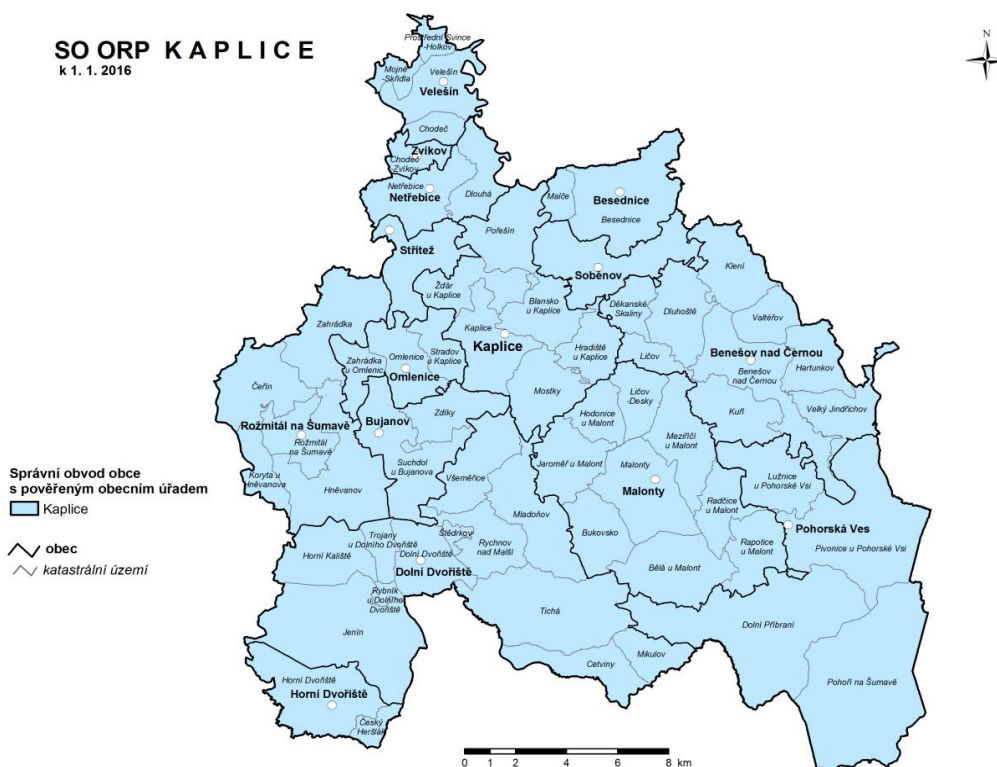 SO ORP KAPLICE
k 1. 1. 2016
N
Prostřední Svince
-Holkov
Mojné
-Skřidla
Velešín
Velešín
Chodeč
Zvíkov
Chodeč
-Zvíkov
Netřebice
Netřebice
Dlouhá
Střítež
Pořešín
Malče
Besednice
Besednice
Soběnov
Klení
Žďár
u Kaplice
Blansko
u Kaplice
Děkanské
Skaliny
Dluhoště
Valtéřov
Zahrádka
Kaplice
Kaplice
Hradiště
u Kaplice
Ličov
Benešov nad Černou
Benešov
nad Černou
Hartunkov
Zahrádka
u Omlenic
Omlenice
Omlenice
Stradov
u Kaplice
Čeřín
Mostky
Ličov
-Desky
Kuří
Velký Jindřichov
Hodonice
u Malont
Zdíky
Bujanov
Rožmitál na Šumavě
Rožmitál
na Šumavě
Meziříčí
u Malont
Suchdol
u Bujanova
Jaroměř u Malont
Malonty
Malonty
Koryta u
Hněvanova
Hněvanov
Všeměřice
Lužnice
u Pohorské Vsi
Radčice
u Malont
Mladoňov
Pohorská Ves
Pivonice u Pohorské Vsi
Bukovsko
Rapotice
u Malont
Štědrkov
Trojany
u Dolního Dvořiště
Horní Kaliště
Dolní Dvořiště
Dolní Dvořiště
Rychnov
nad Malší
Bělá u Malont
Rybník
u Dolního
Dvořiště
Tichá
Dolní Příbraní
Jenín
Cetviny
Mikulov
Pohoří na Šumavě
Horní Dvořiště
Horní Dvořiště
Český
Heršlák
Správní obvod obce
s pověřeným obecním úřadem
Kaplice
obec
katastrální území
0 1 2 4 6 8 km